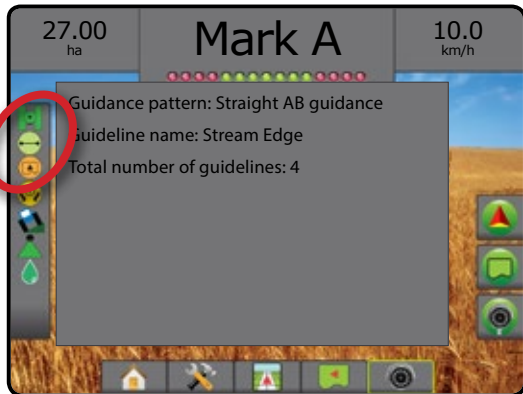 27.00
ha
Mark A
10.0
km/h
Guidance pattern: Straight AB guidance
Guideline name: Stream Edge
Total number of guidelines: 4